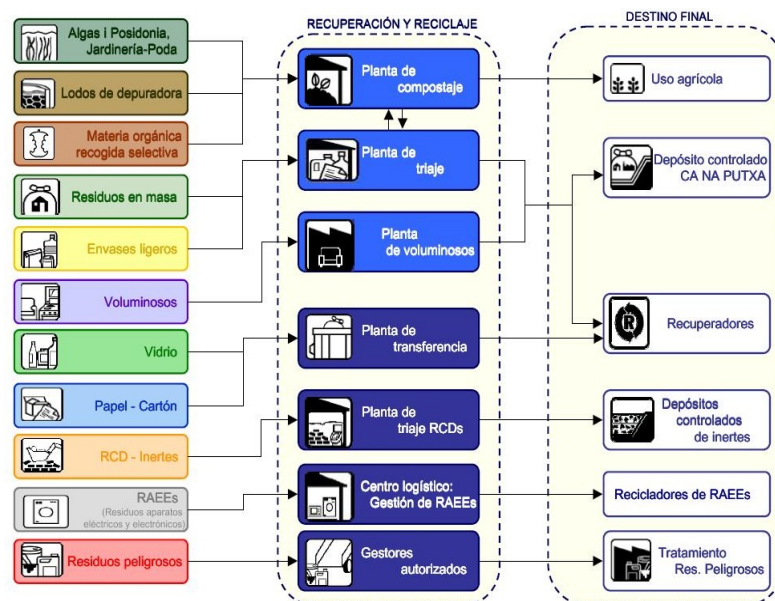 RECUPERACIÓN Y RECICLAJE
DESTINO FINAL
Algas i Posidonia,
Jardinería-Poda
Lodos de depuradora
Materia orgánica
recogida selectiva
Residuos en masa
Envases ligeros
Voluminosos
Vidrio
Papel - Cartón
RCD - Inertes
RAEEs
(Residuos aparatos
eléctricos y electrónicos)
Residuos peligrosos
Planta de
compostaje
Planta de
triaje
Planta
de voluminosos
Planta de
transferencia
Planta de
triaje RCDs
Centro logístico:
Gestión de RAEEs
Gestores
autorizados
Uso agrícola
Depósito controlado
CA NA PUTXA
R
Recuperadores
Depósitos
controlados
de inertes
Recicladores de RAEEs
Tratamiento
Res. Peligrosos